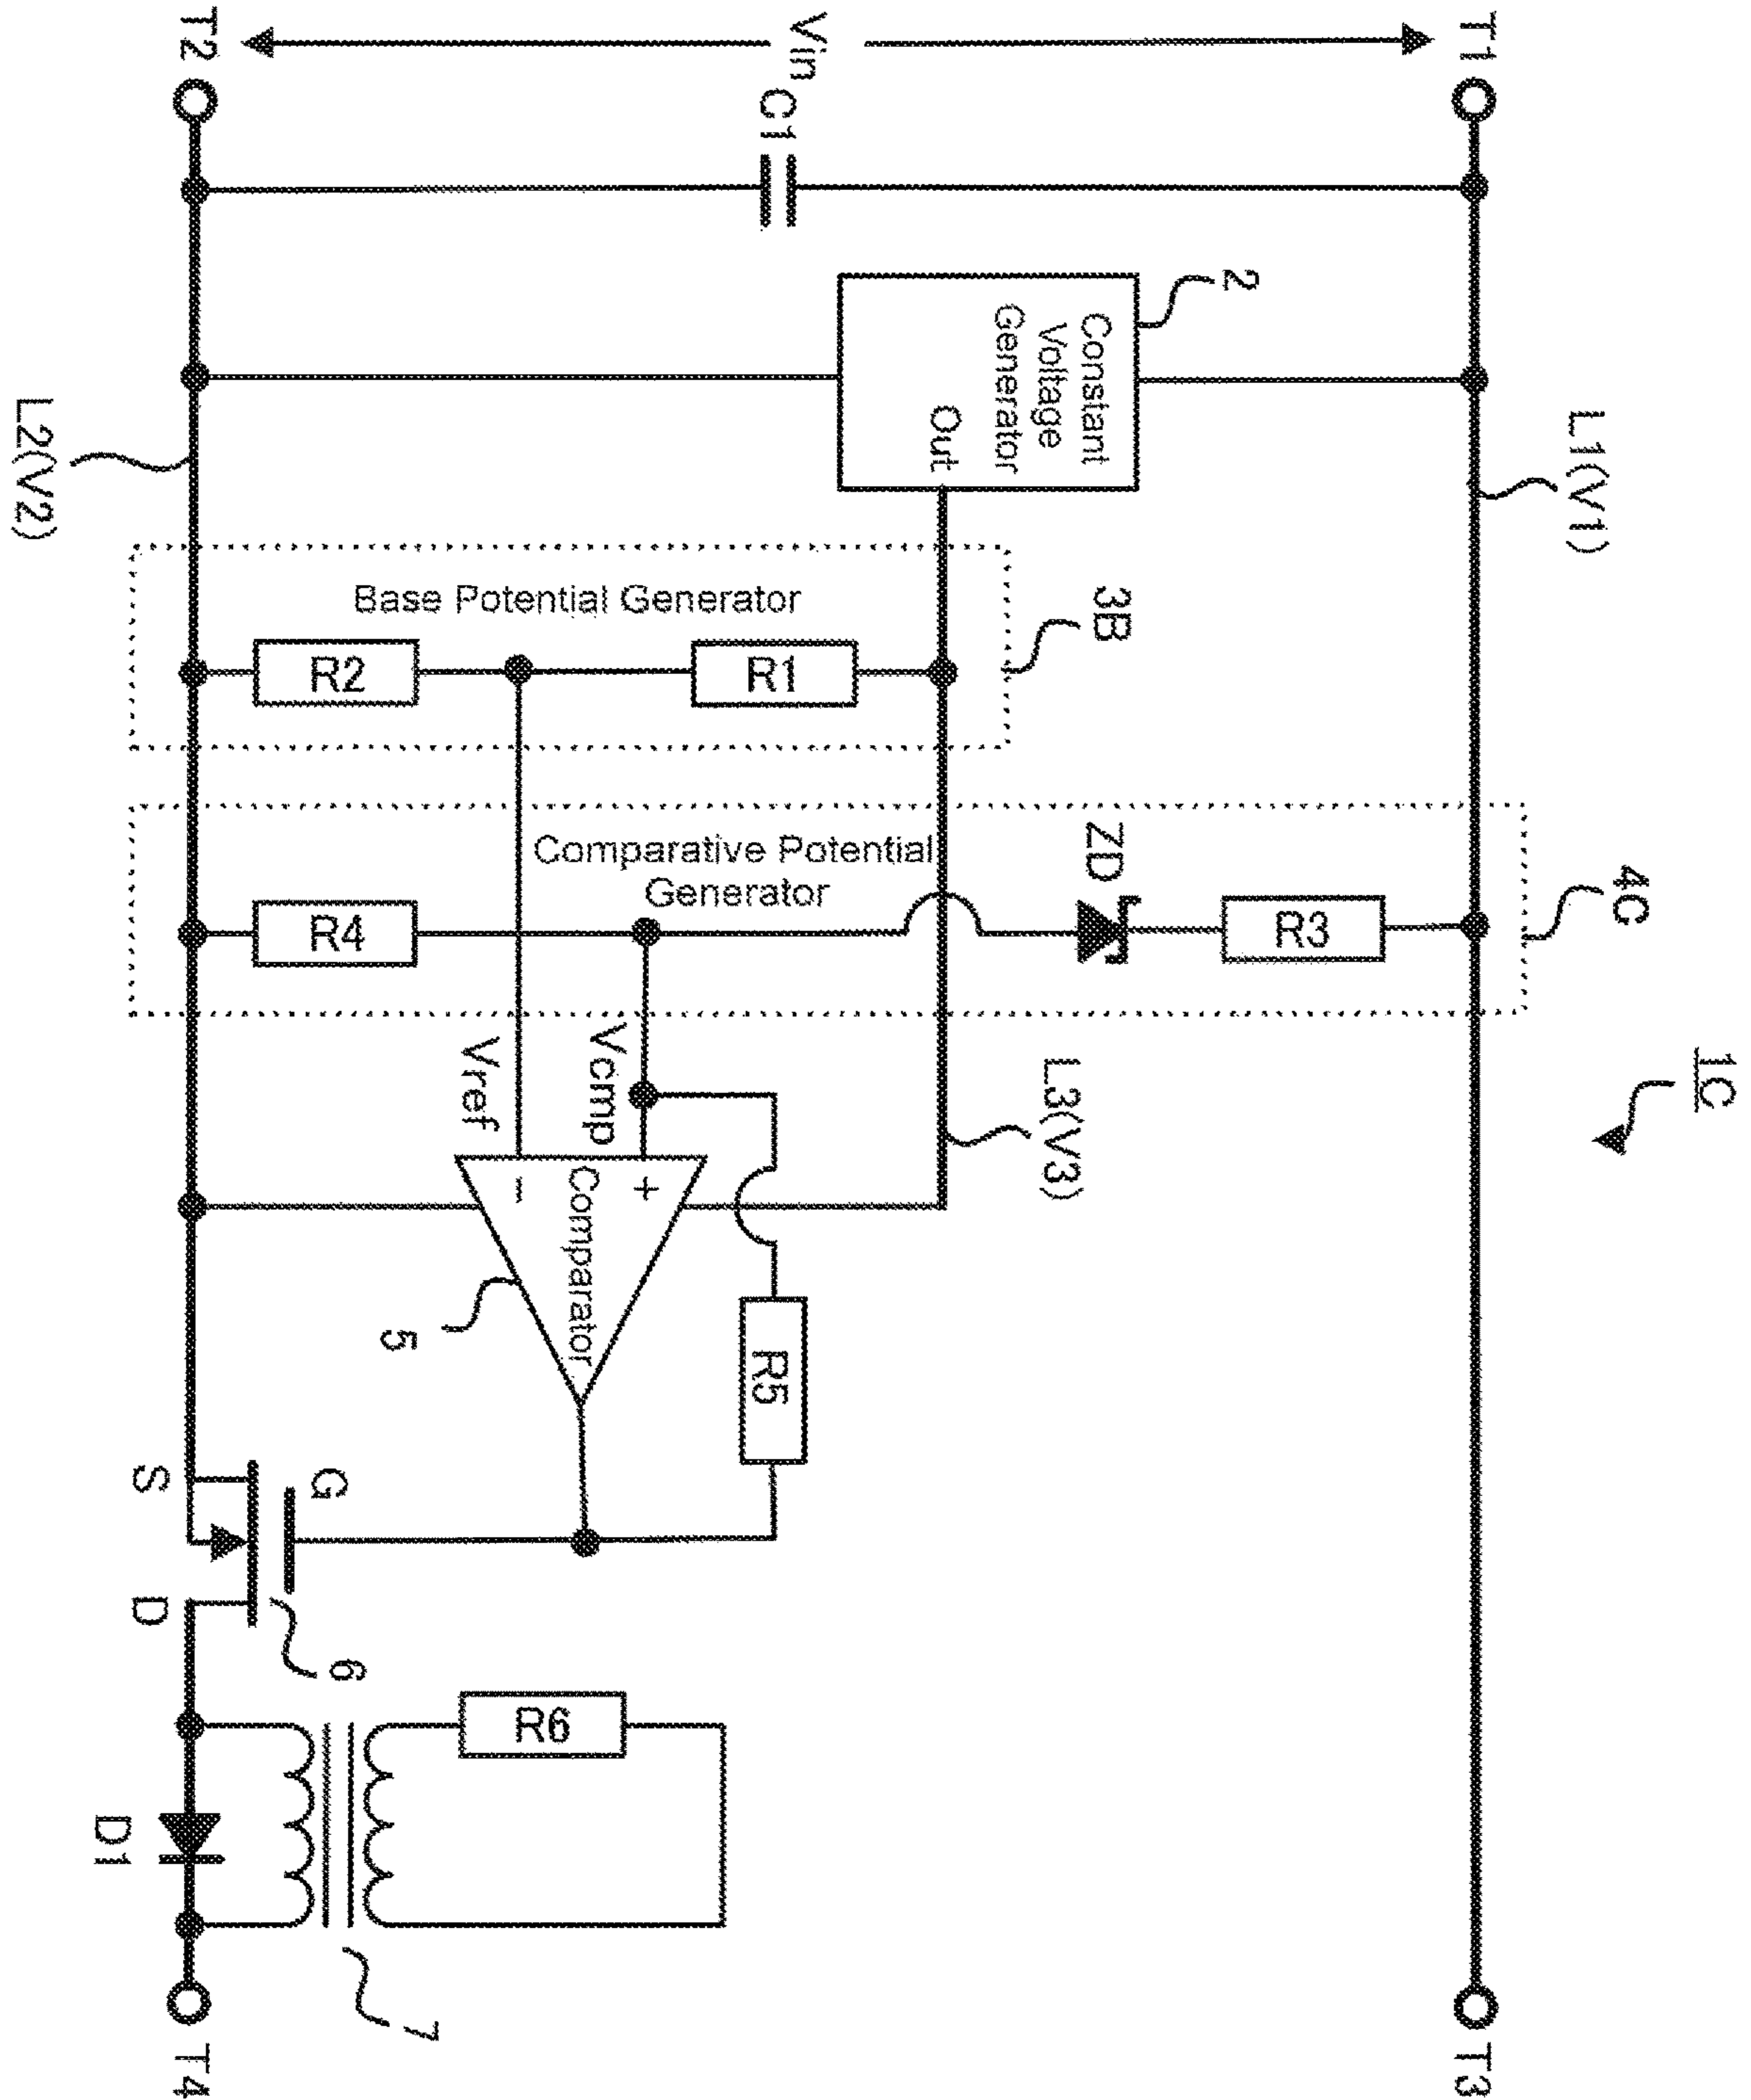 1C
T1
L1(V1)
T3
Vin
C1
2
Constant
Voltage
Generator
Out
3B
Base Potential Generator
R1
R2
4C
R3
ZD
Comparative Potential
Generator
R4
L3(V3)
Vcmp
Vref
+
−
Comparator
5
R5
G
S
D
6
R6
7
D1
T2
L2(V2)
T4